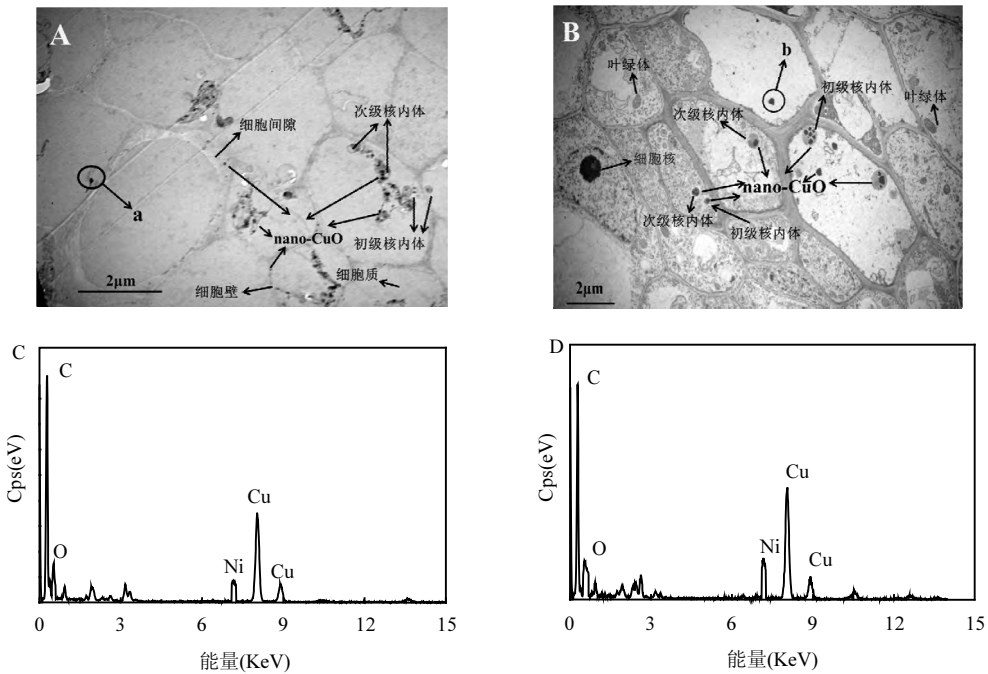 A
细胞间隙
次级核内体
a
nano-CuO
初级核内体
细胞质
细胞壁
2μm
B
b
叶绿体
初级核内体
叶绿体
次级核内体
细胞核
nano-CuO
次级核内体
初级核内体
2μm
C
C
O
Ni
Cu
Cu
Cps(eV)
0 3 6 9 12 15
能量(KeV)
D
C
O
Ni
Cu
Cu
Cps(eV)
0 3 6 9 12 15
能量(KeV)